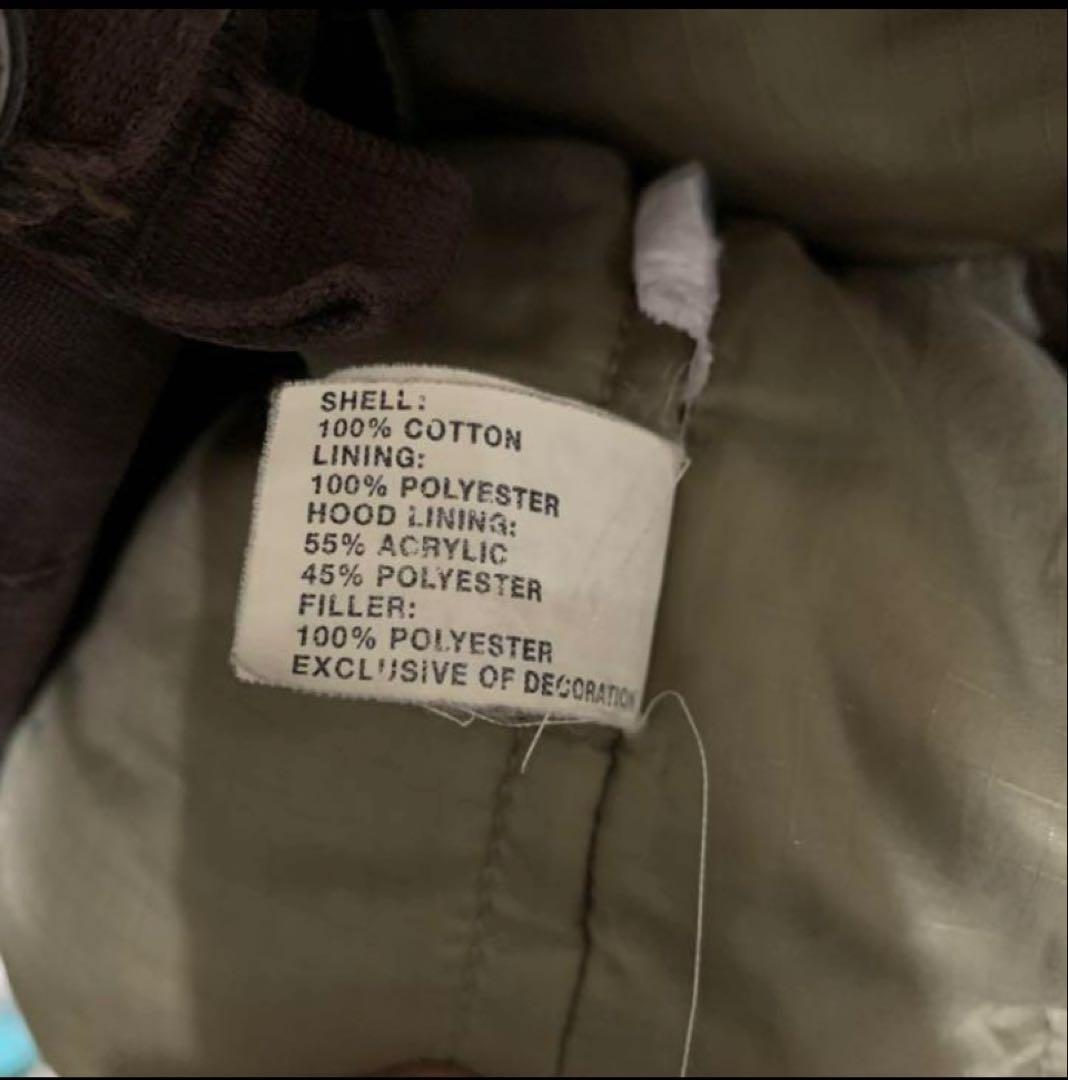 SHELL:
100% COTTON
LINING:
100% POLYESTER
HOOD LINING:
55% ACRYLIC
45% POLYESTER
FILLER:
100% POLYESTER
EXCLUSIVE OF DECORATION